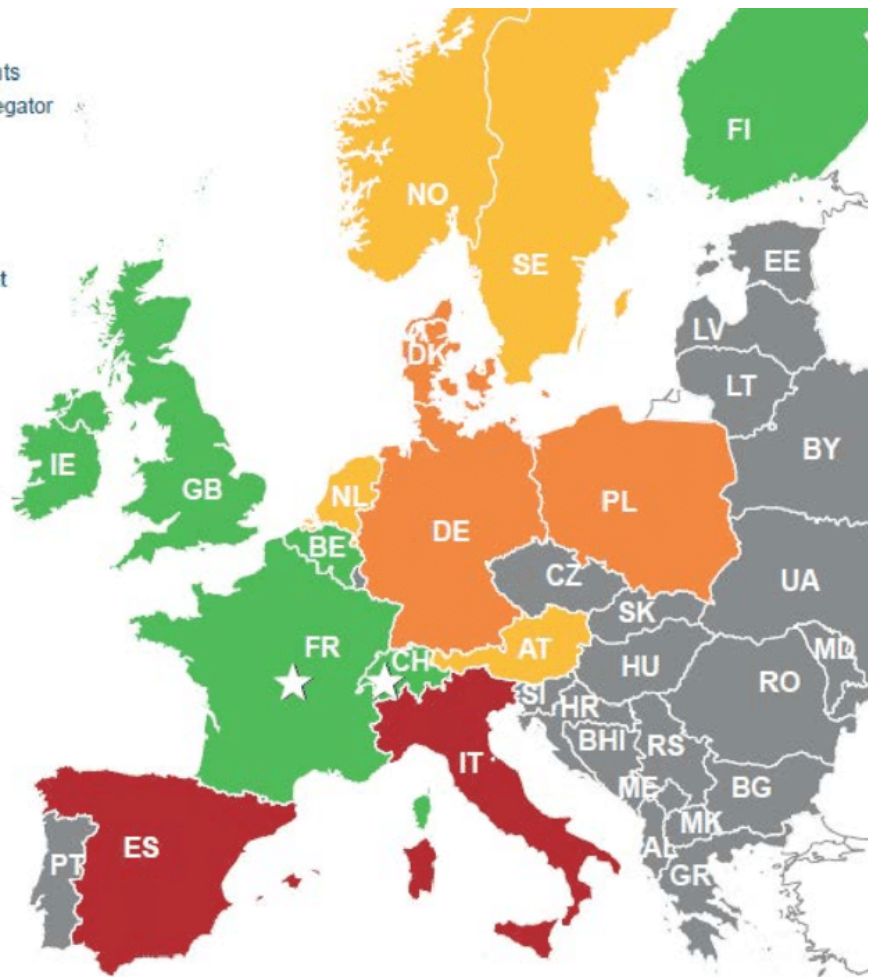 nts
egator
FI
NO
SE
EE
t
LV
DK
LT
BY
IE
GB
NL
PL
DE
BE
CZ
UA
SK
FR
AT
MD
CH
HU
RO
SI
HR
BHI
RS
IT
ME
BG
MK
ES
AL
PT
GR